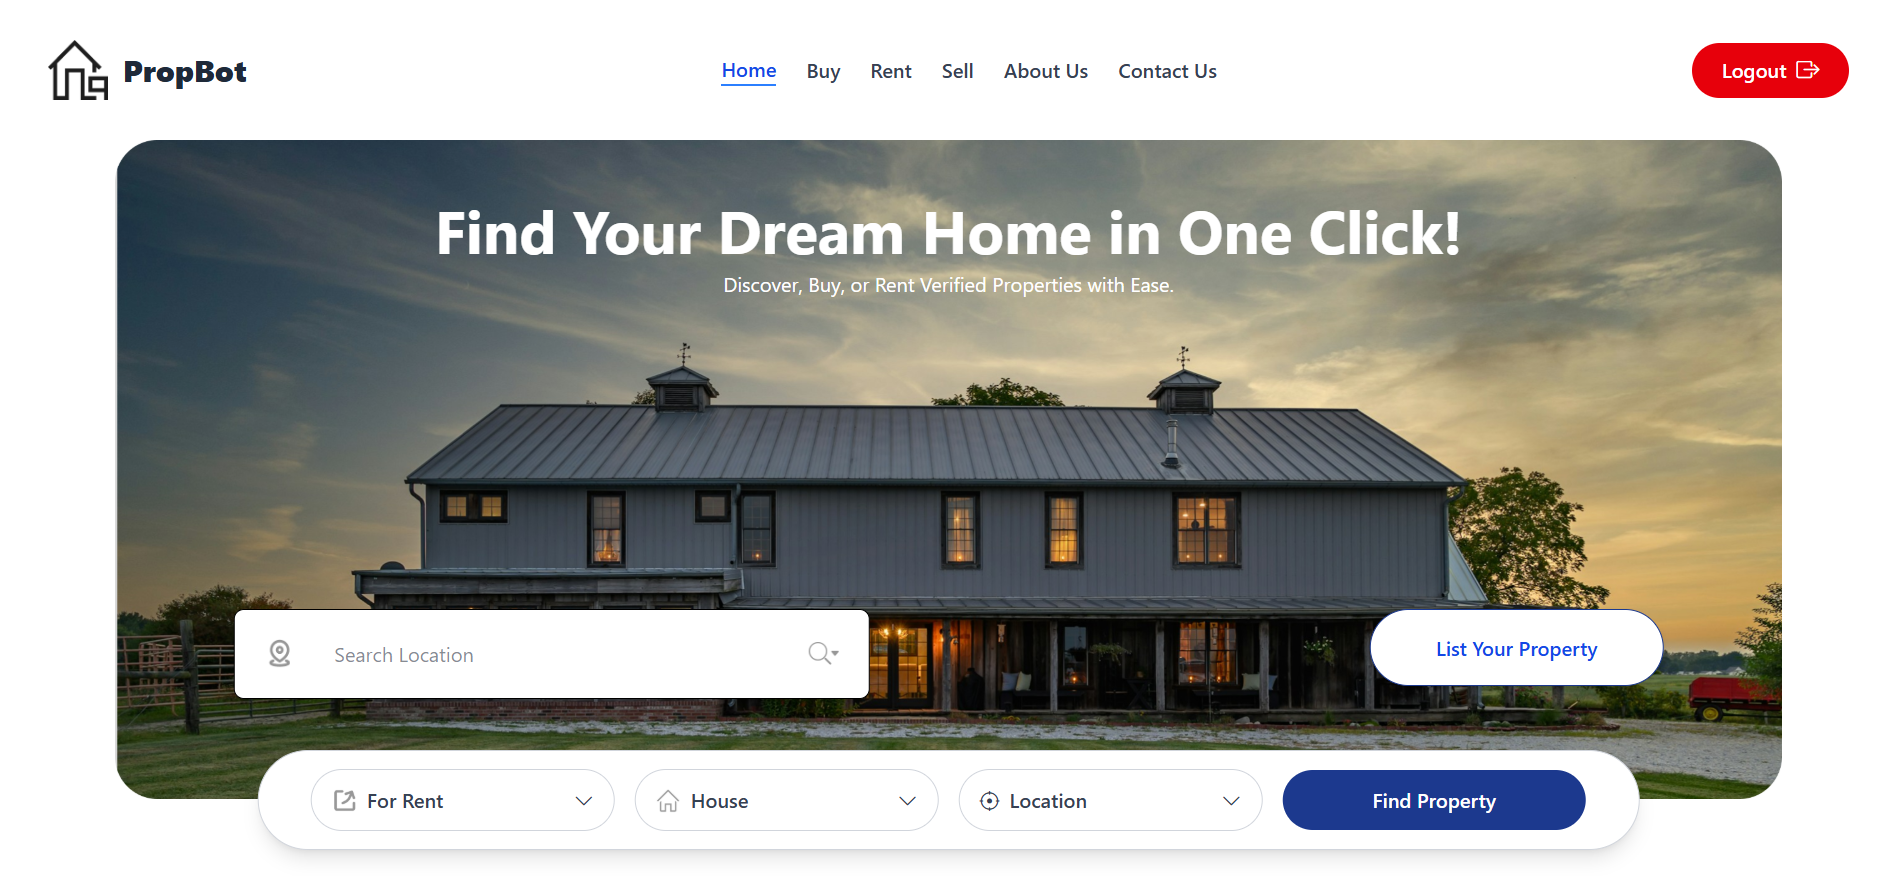 PropBot
Home Buy Rent Sell About Us Contact Us
Logout
Find Your Dream Home in One Click!
Discover, Buy, or Rent Verified Properties with Ease.
Search Location
List Your Property
For Rent
House
Location
Find Property